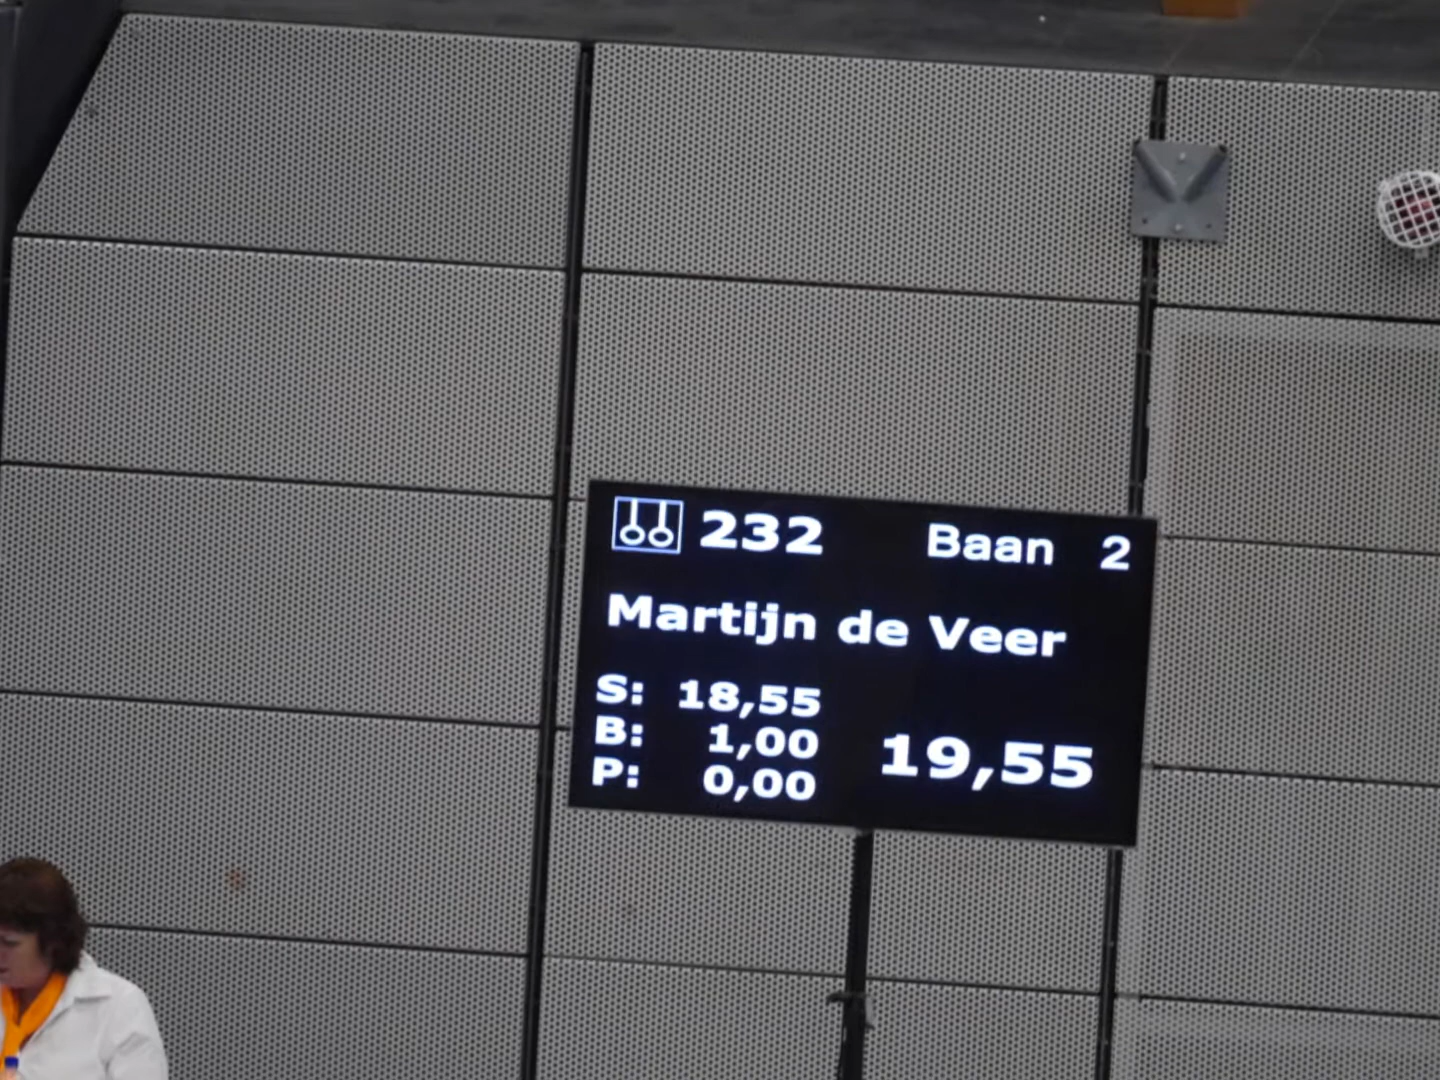 232 Baan 2
Martijn de Veer
S: 18,55
B: 1,00
P: 0,00
19,55